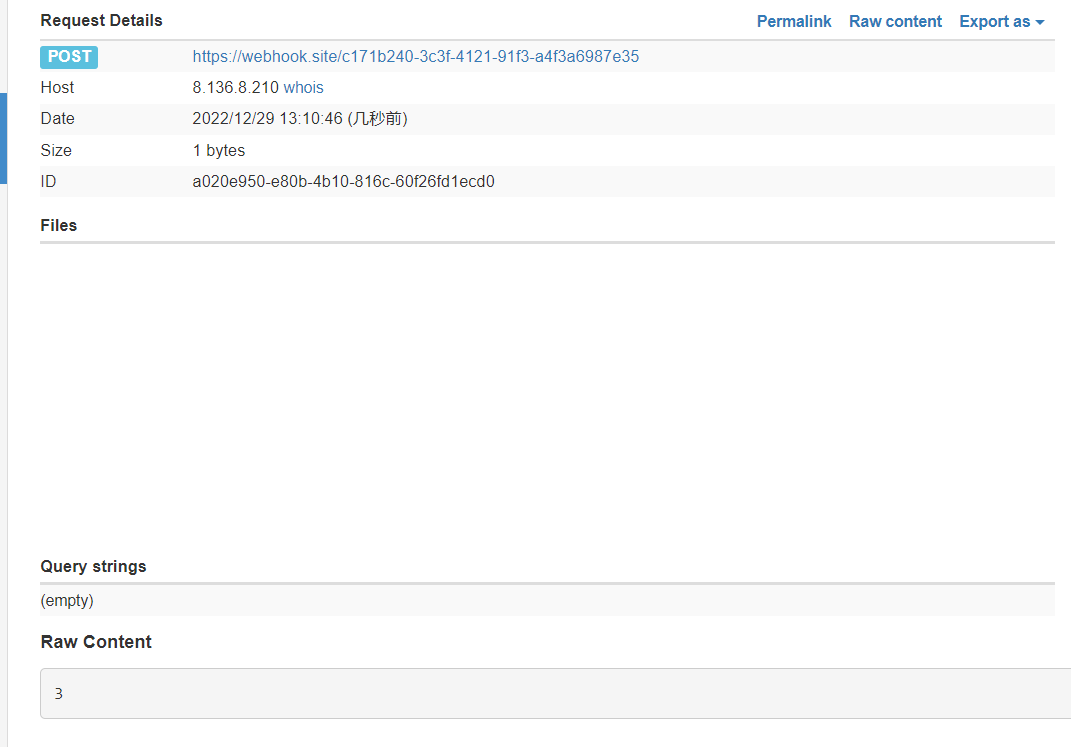 Request Details Permalink Raw content Export as
POST https://webhook.site/c171b240-3c3f-4121-91f3-a4f3a6987e35
Host 8.136.8.210 whois
Date 2022/12/29 13:10:46 (几秒前)
Size 1 bytes
ID a020e950-e80b-4b10-816c-60f26fd1ecd0
Files
Query strings
(empty)
Raw Content
3